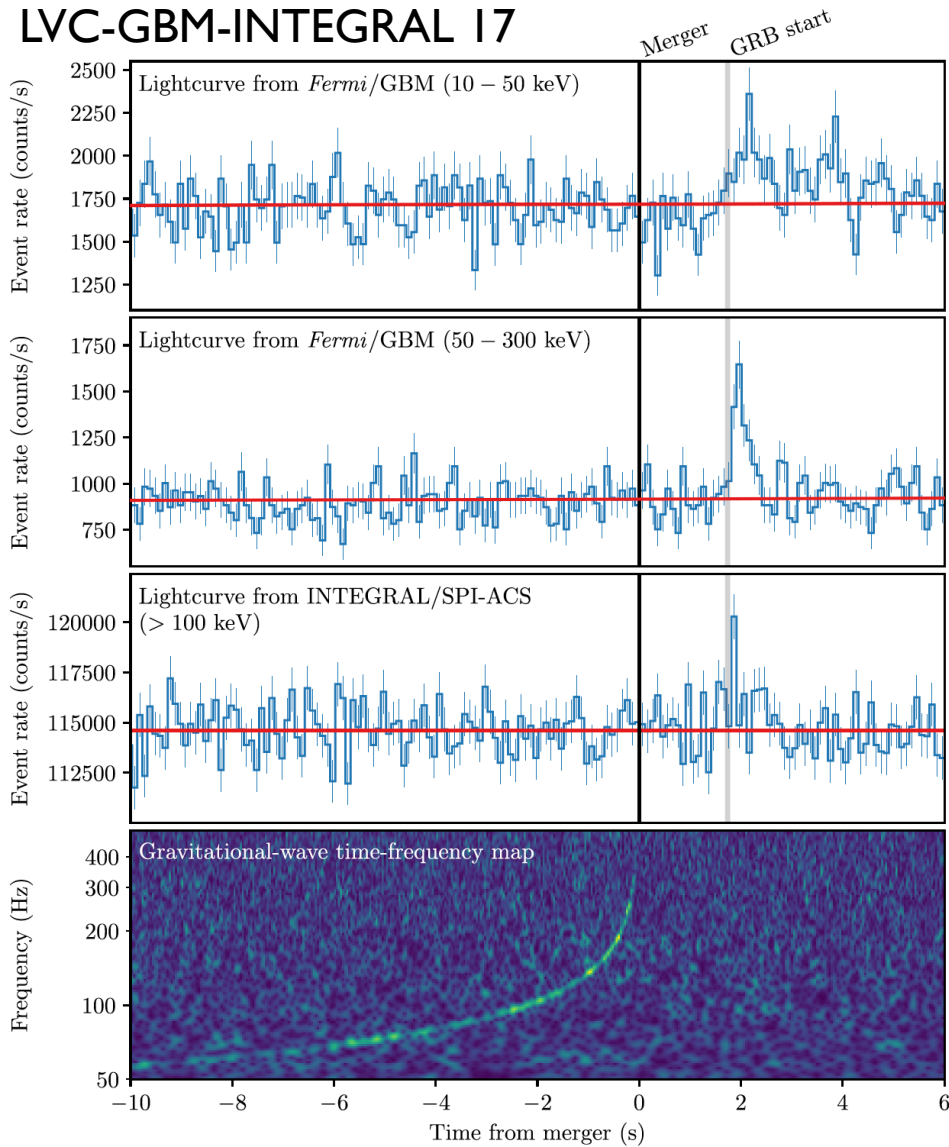 LVC-GBM-INTEGRAL 17
Merger
GRB start
Lightcurve from Fermi/GBM (10 – 50 keV)
Event rate (counts/s)
2500
2250
2000
1750
1500
1250
Lightcurve from Fermi/GBM (50 – 300 keV)
Event rate (counts/s)
1750
1500
1250
1000
750
Lightcurve from INTEGRAL/SPI-ACS
(> 100 keV)
Event rate (counts/s)
120000
117500
115000
112500
Gravitational-wave time-frequency map
Frequency (Hz)
400
300
200
100
50
−10 −8 −6 −4 −2 0 2 4 6
Time from merger (s)